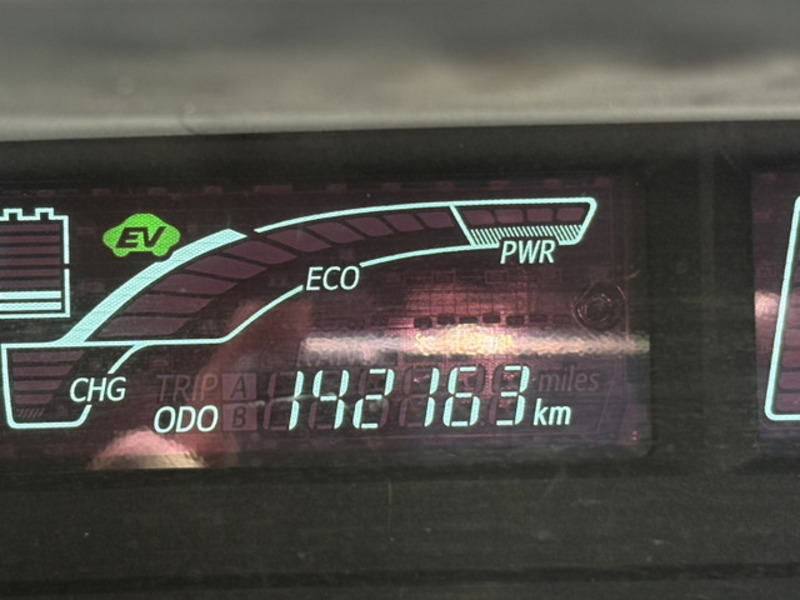 EV
PWR
ECO
CHG
TRIP A miles
ODO B 142163 km